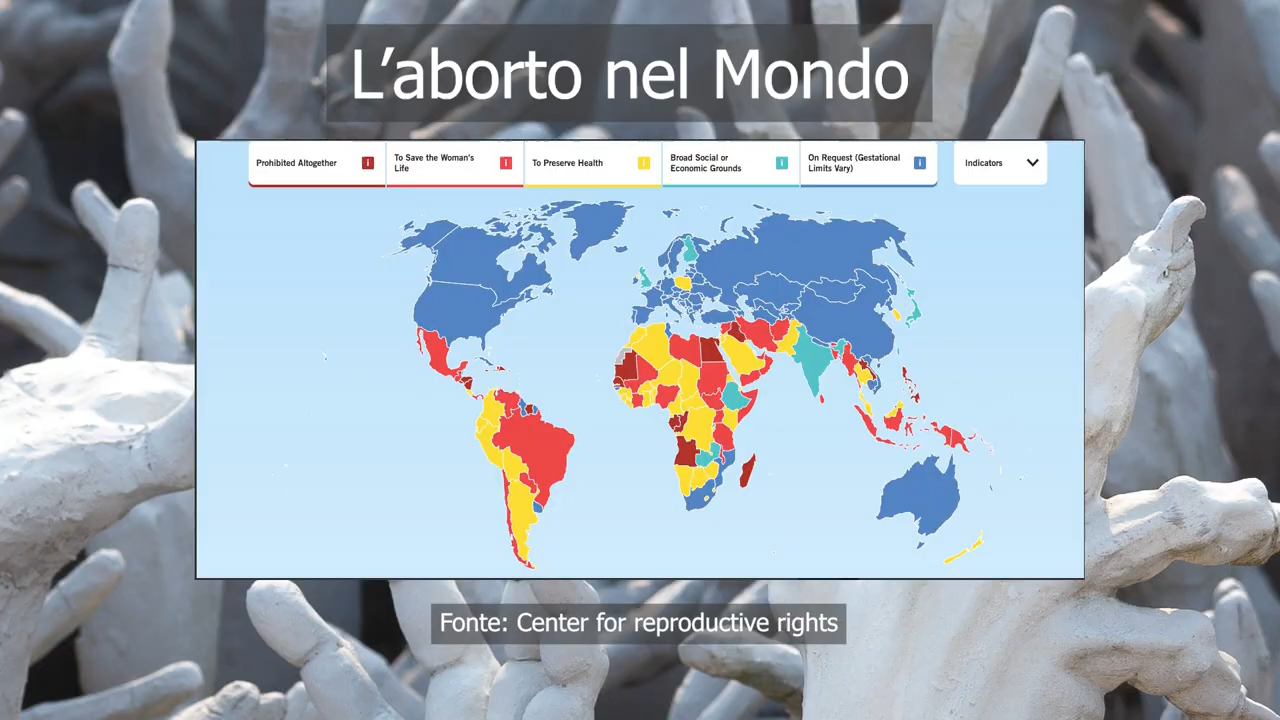 L’aborto nel Mondo
Prohibited Altogether i
To Save the Woman's
Life i
To Preserve Health i
Broad Social or
Economic Grounds i
On Request (Gestational
Limits Vary) i
Indicators
Fonte: Center for reproductive rights